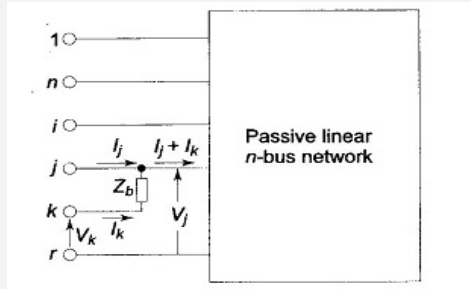 1
n
i
I_j I_j + I_k
j
Z_b
k
V_k I_k V_j
r
Passive linear
n-bus network